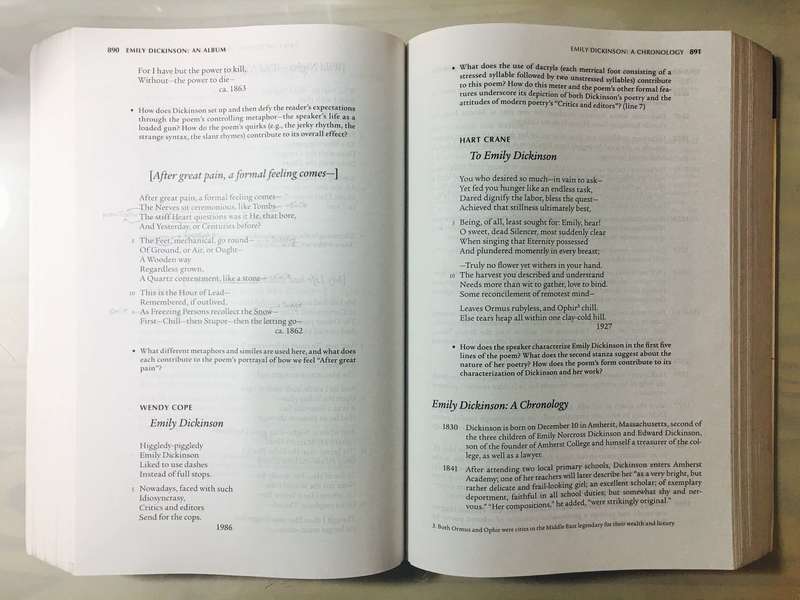 890 EMILY DICKINSON: AN ALBUM
For I have but the power to kill,
Without—the power to die—
ca. 1863
• How does Dickinson set up and then defy the reader's expectations
through the poem's controlling metaphor—the speaker's life as a
loaded gun? How do the poem's quirks (e.g., the jerky rhythm, the
strange syntax, the slant rhymes) contribute to its overall effect?
[After great pain, a formal feeling comes—]
After great pain, a formal feeling comes—
The Nerves sit ceremonious, like Tombs—
The stiff Heart questions was it He, that bore,
And Yesterday, or Centuries before?
5 The Feet, mechanical, go round—
Of Ground, or Air, or Ought—
A Wooden way
Regardless grown,
A Quartz contentment, like a stone—
10 This is the Hour of Lead—
Remembered, if outlived,
As Freezing Persons recollect the Snow—
First—Chill—then Stupor—then the letting go—
ca. 1862
• What different metaphors and similes are used here, and what does
each contribute to the poem's portrayal of how we feel "After great
pain"?
WENDY COPE
Emily Dickinson
Higgledy-piggledy
Emily Dickinson
Liked to use dashes
Instead of full stops.
5 Nowadays, faced with such
Idiosyncrasy,
Critics and editors
Send for the cops.
1986
EMILY DICKINSON: A CHRONOLOGY 891
• What does the use of dactyls (each metrical foot consisting of a
stressed syllable followed by two unstressed syllables) contribute
to this poem? How do this meter and the poem's other formal fea-
tures underscore its depiction of both Dickinson's poetry and the
attitudes of modern poetry's "Critics and editors"? (line 7)
HART CRANE
To Emily Dickinson
You who desired so much—in vain to ask—
Yet fed you hunger like an endless task,
Dared dignify the labor, bless the quest—
Achieved that stillness ultimately best,
5 Being, of all, least sought for: Emily, hear!
O sweet, dead Silencer, most suddenly clear
When singing that Eternity possessed
And plundered momently in every breast;
—Truly no flower yet withers in your hand.
10 The harvest you described and understand
Needs more than wit to gather, love to bind.
Some reconcilement of remotest mind—
Leaves Ormus rubyless, and Ophir³ chill.
Else tears heap all within one clay-cold hill.
1927
• How does the speaker characterize Emily Dickinson in the first five
lines of the poem? What does the second stanza suggest about the
nature of her poetry? How does the poem's form contribute to its
characterization of Dickinson and her work?
Emily Dickinson: A Chronology
1830 Dickinson is born on December 10 in Amherst, Massachusetts, second of
the three children of Emily Norcross Dickinson and Edward Dickinson,
son of the founder of Amherst College and himself a treasurer of the col-
lege, as well as a lawyer.
1841 After attending two local primary schools, Dickinson enters Amherst
Academy; one of her teachers will later describe her "as a very bright, but
rather delicate and frail-looking girl; an excellent scholar; of exemplary
deportment, faithful in all school duties; but somewhat shy and ner-
vous." "Her compositions," he added, "were strikingly original."
3. Both Ormus and Ophir were cities in the Middle East legendary for their wealth and luxury